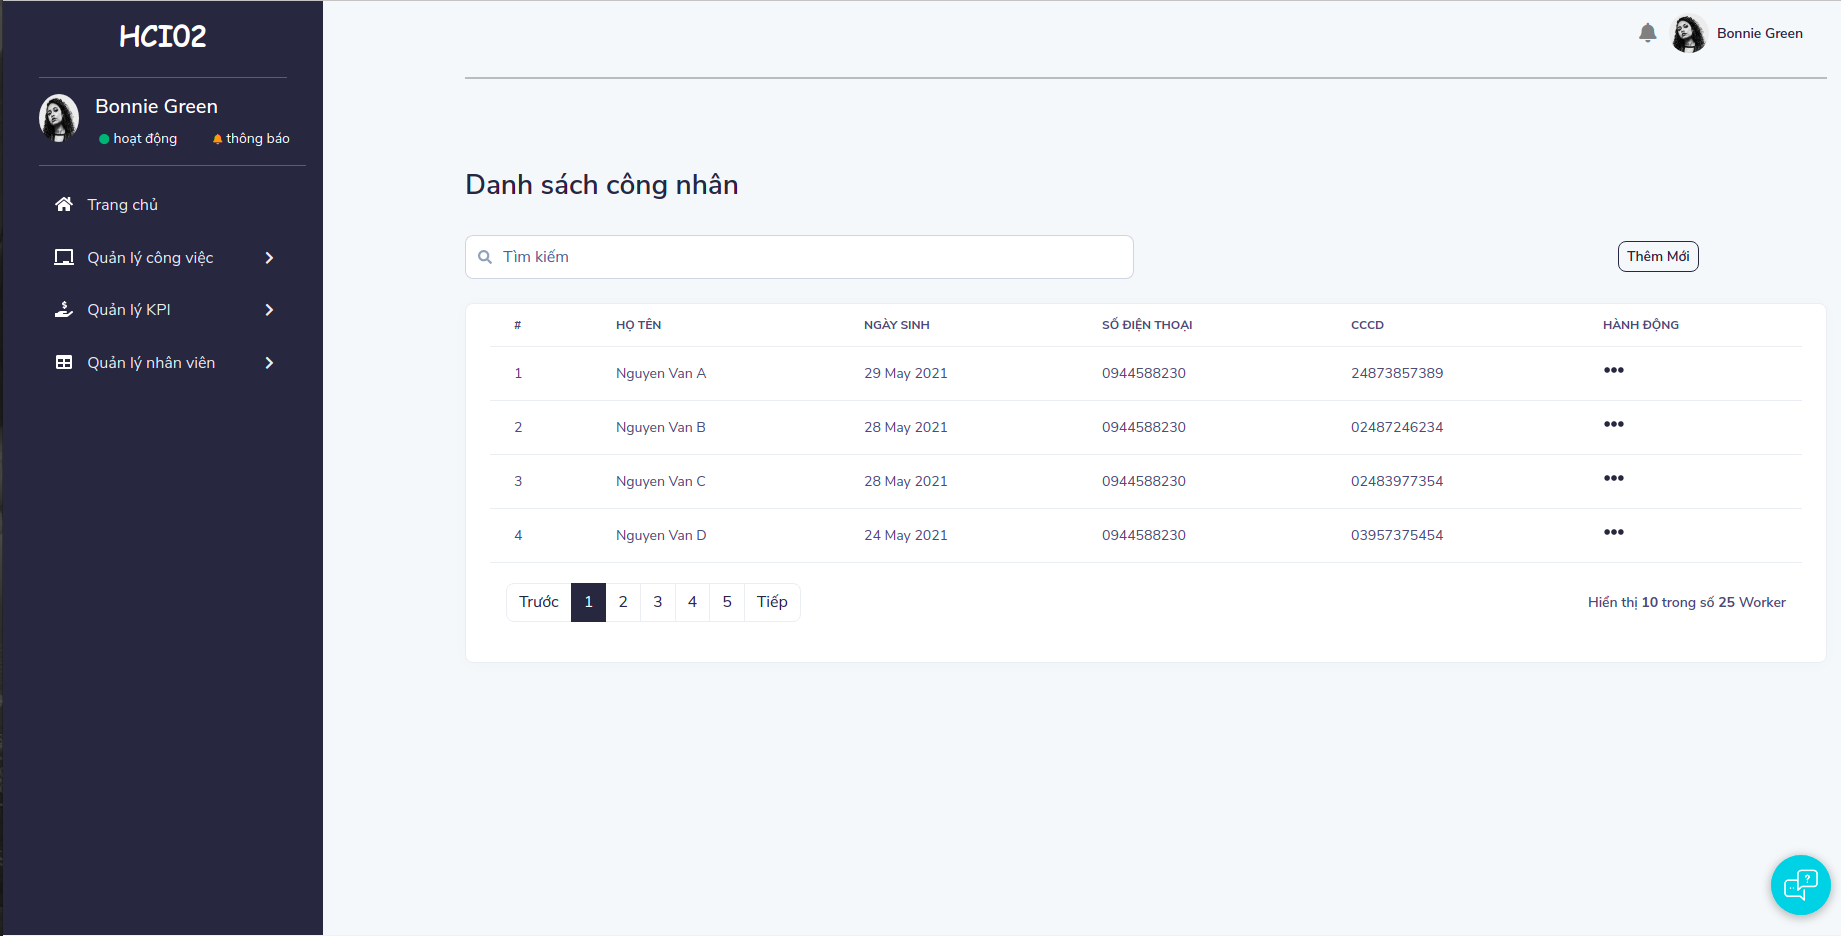 HCI02
Bonnie Green
hoạt động thông báo
Trang chủ
Quản lý công việc
Quản lý KPI
Quản lý nhân viên
Bonnie Green
Danh sách công nhân
Tìm kiếm
Thêm Mới
# HỌ TÊN NGÀY SINH SỐ ĐIỆN THOẠI CCCD HÀNH ĐỘNG
1 Nguyen Van A 29 May 2021 0944588230 24873857389 •••
2 Nguyen Van B 28 May 2021 0944588230 02487246234 •••
3 Nguyen Van C 28 May 2021 0944588230 02483977354 •••
4 Nguyen Van D 24 May 2021 0944588230 03957375454 •••
Trước 1 2 3 4 5 Tiếp
Hiển thị 10 trong số 25 Worker